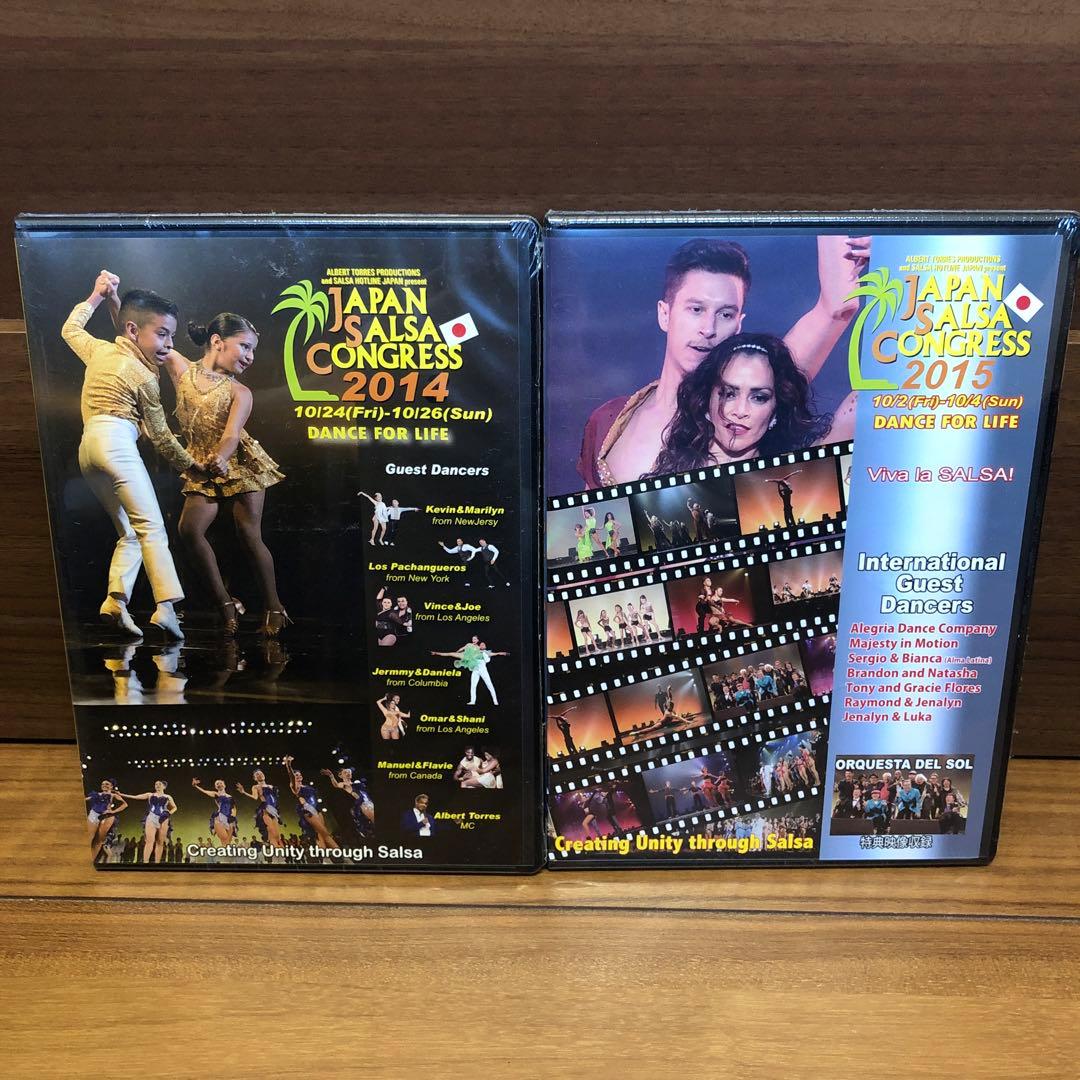 ALBERT TORRES PRODUCTIONS
and SALSA HOTLINE JAPAN present
JAPAN
SALSA
CONGRESS
2014
10/24(Fri)-10/26(Sun)
DANCE FOR LIFE
Guest Dancers
Kevin&Marilyn
from NewJersy
Los Pachangueros
from New York
Vince&Joe
from Los Angeles
Jermmy&Daniela
from Columbia
Omar&Shani
from Los Angeles
Manuel&Flavie
from Canada
Albert Torres
MC
Creating Unity through Salsa
ALBERT TORRES PRODUCTIONS
and SALSA HOTLINE JAPAN present
JAPAN
SALSA
CONGRESS
2015
10/2(Fri)-10/4(Sun)
DANCE FOR LIFE
Viva la SALSA!
International
Guest
Dancers
Alegria Dance Company
Majesty in Motion
Sergio & Bianca (Alma Latina)
Brandon and Natasha
Tony and Gracie Flores
Raymond & Jenalyn
Jenalyn & Luka
ORQUESTA DEL SOL
特典映像収録
Creating Unity through Salsa